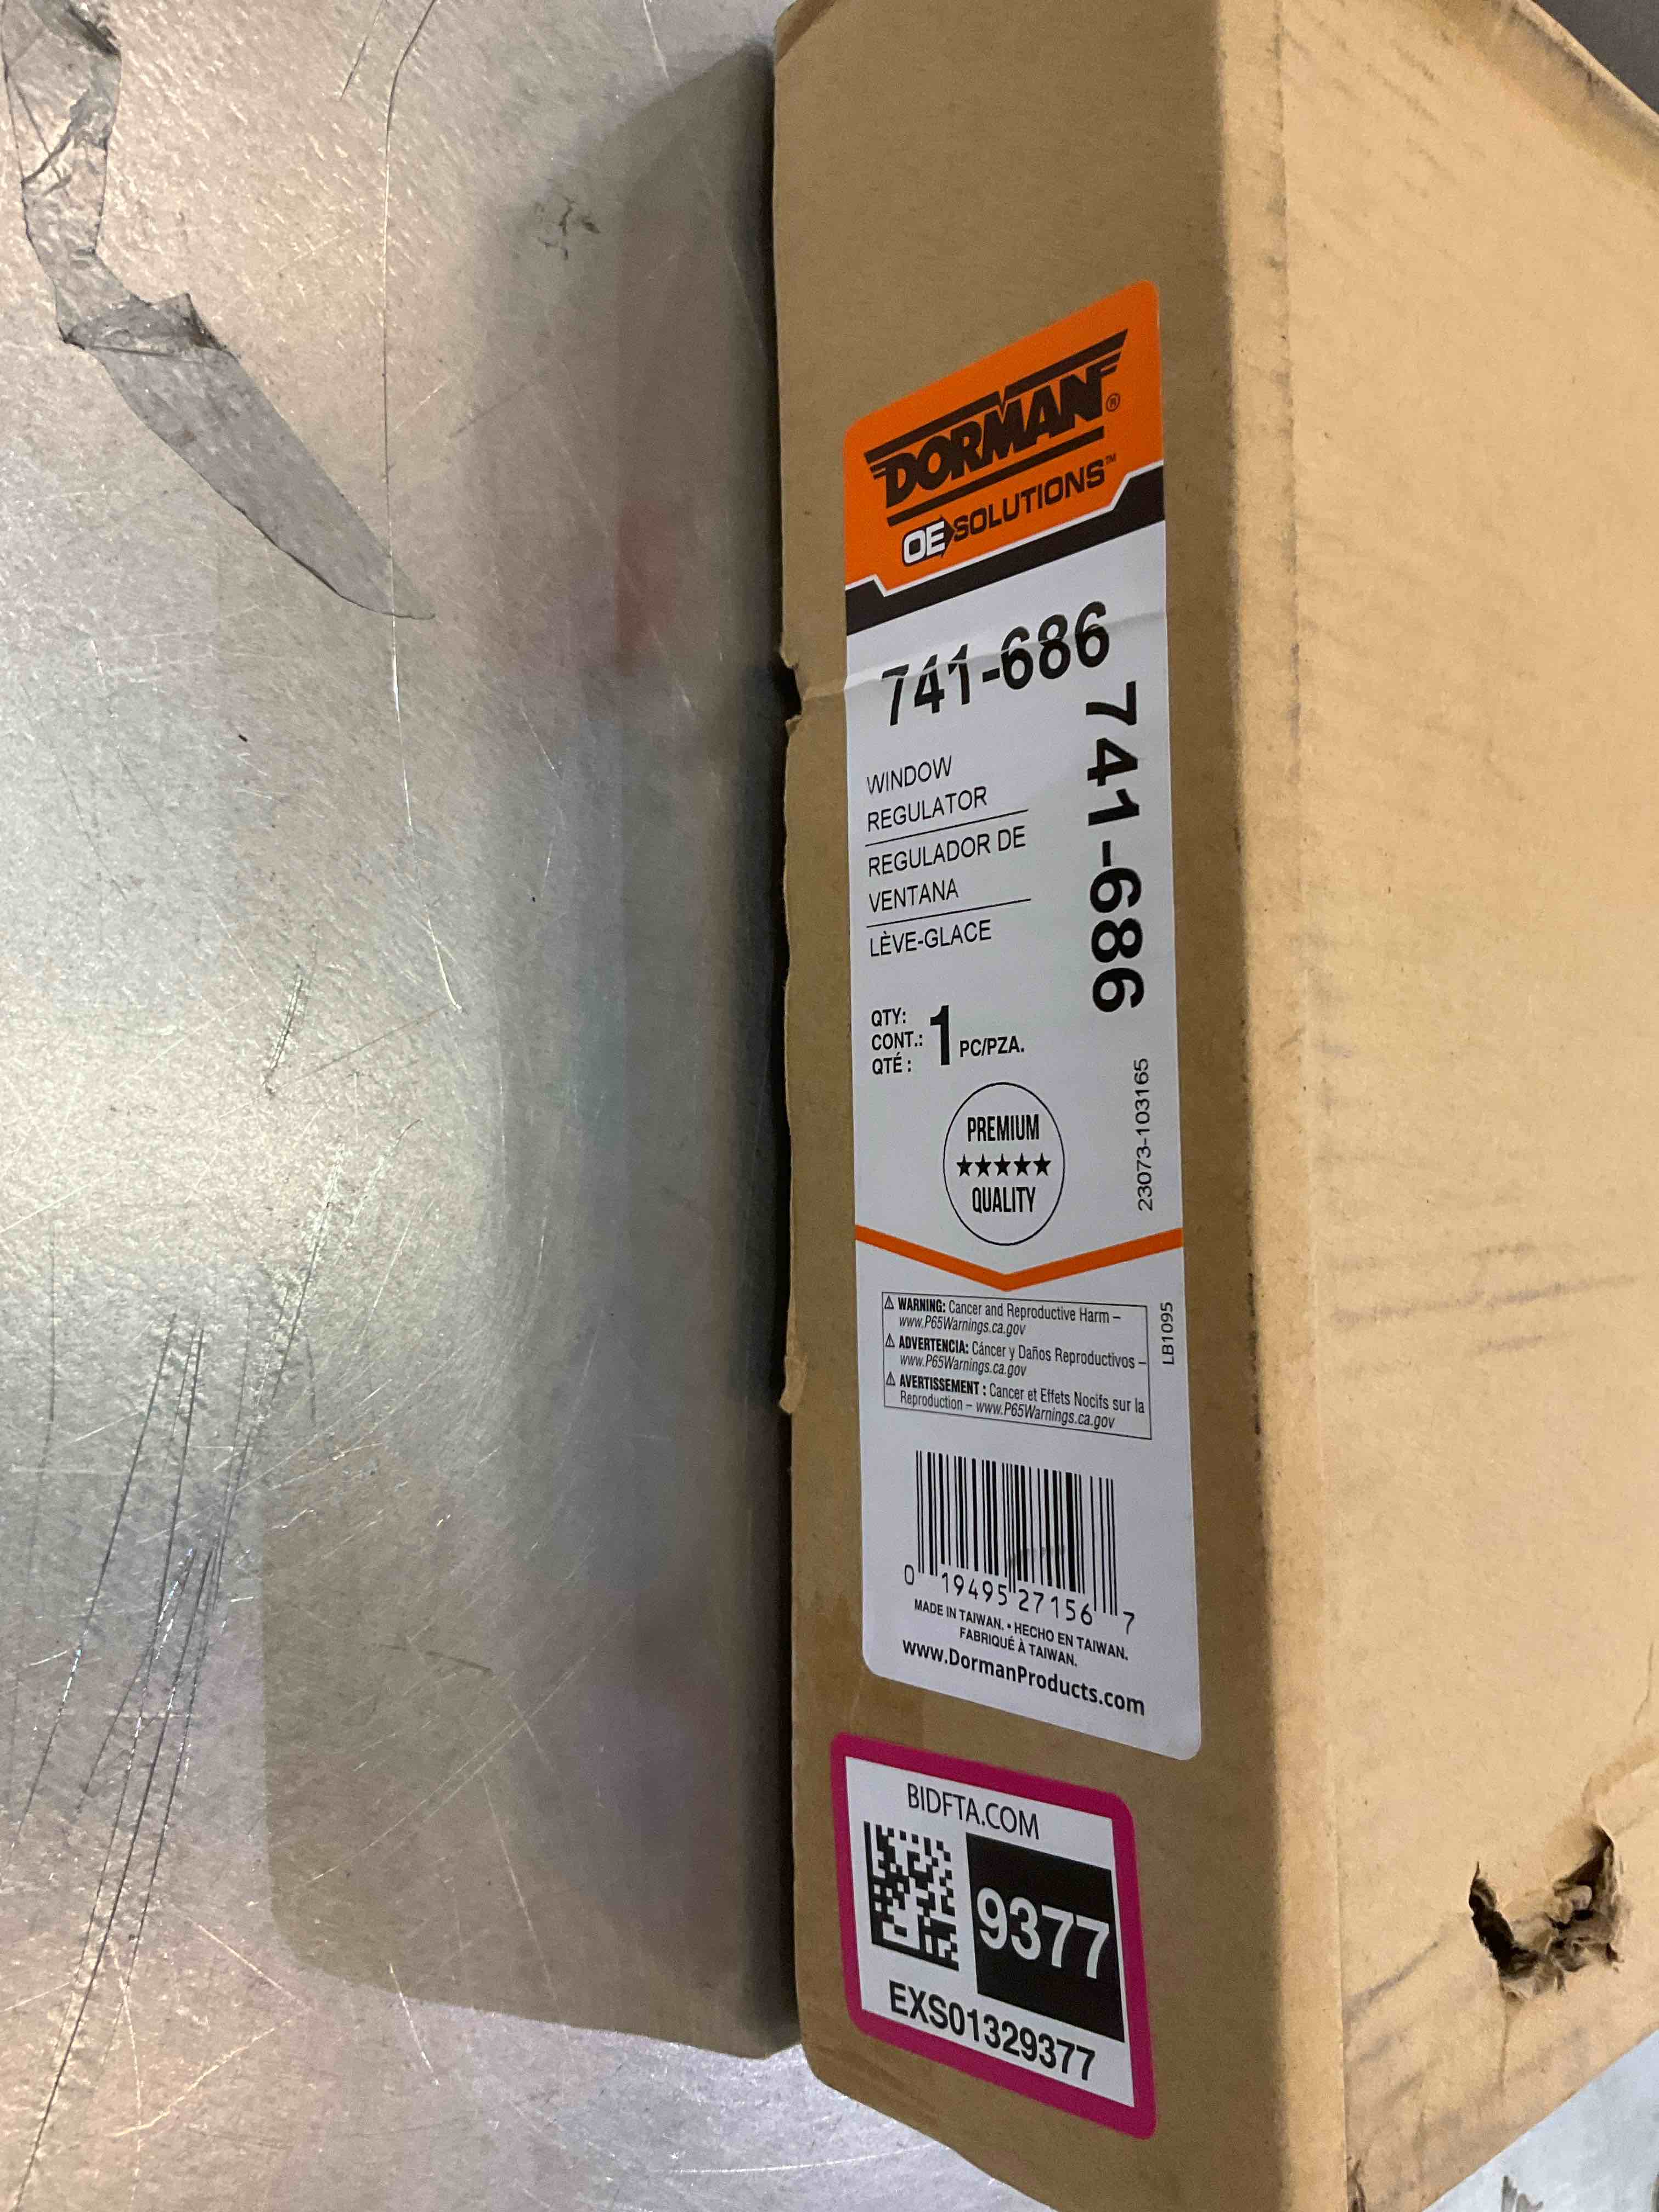 DORMAN®
OE SOLUTIONS™
741-686
741-686
WINDOW
REGULATOR
REGULADOR DE
VENTANA
LÈVE-GLACE
QTY:
CONT.:
QTÉ :
1 PC/PZA.
PREMIUM
★★★★★
QUALITY
23073-103165
⚠ WARNING: Cancer and Reproductive Harm –
www.P65Warnings.ca.gov
⚠ ADVERTENCIA: Cáncer y Daños Reproductivos –
www.P65Warnings.ca.gov
⚠ AVERTISSEMENT : Cancer et Effets Nocifs sur la
Reproduction – www.P65Warnings.ca.gov
LB1095
0 19495 27156 7
MADE IN TAIWAN. • HECHO EN TAIWAN.
FABRIQUÉ À TAIWAN.
www.DormanProducts.com
BIDFTA.COM
9377
EXS01329377